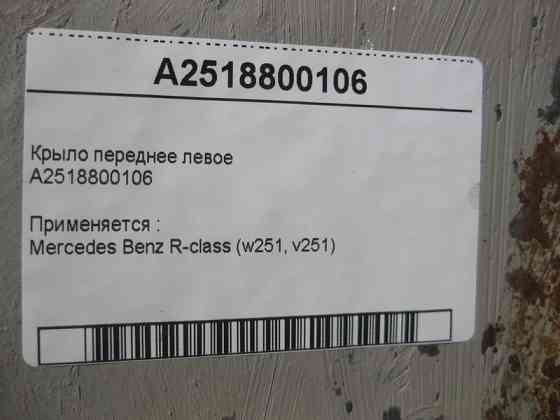 A2518800106
Крыло переднее левое
A2518800106
Применяется :
Mercedes Benz R-class (w251, v251)